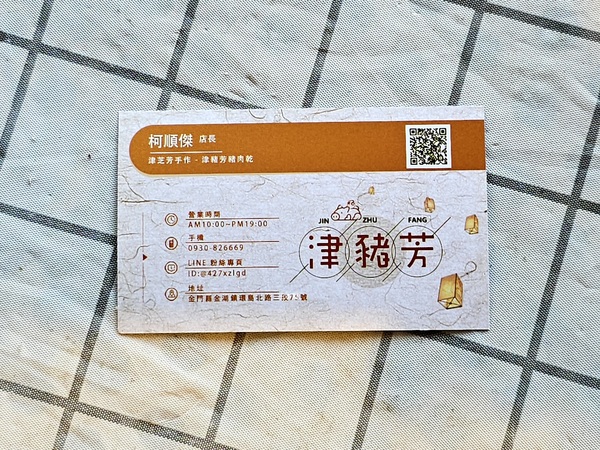 柯順傑 店長
津芝芳手作 - 津豬芳豬肉乾
營業時間
AM10:00~PM19:00
手機
0930-826669
LINE 粉絲專頁
ID:@427xzlgd
地址
金門縣金湖鎮環島北路三段75號
JIN ZHU FANG
津豬芳